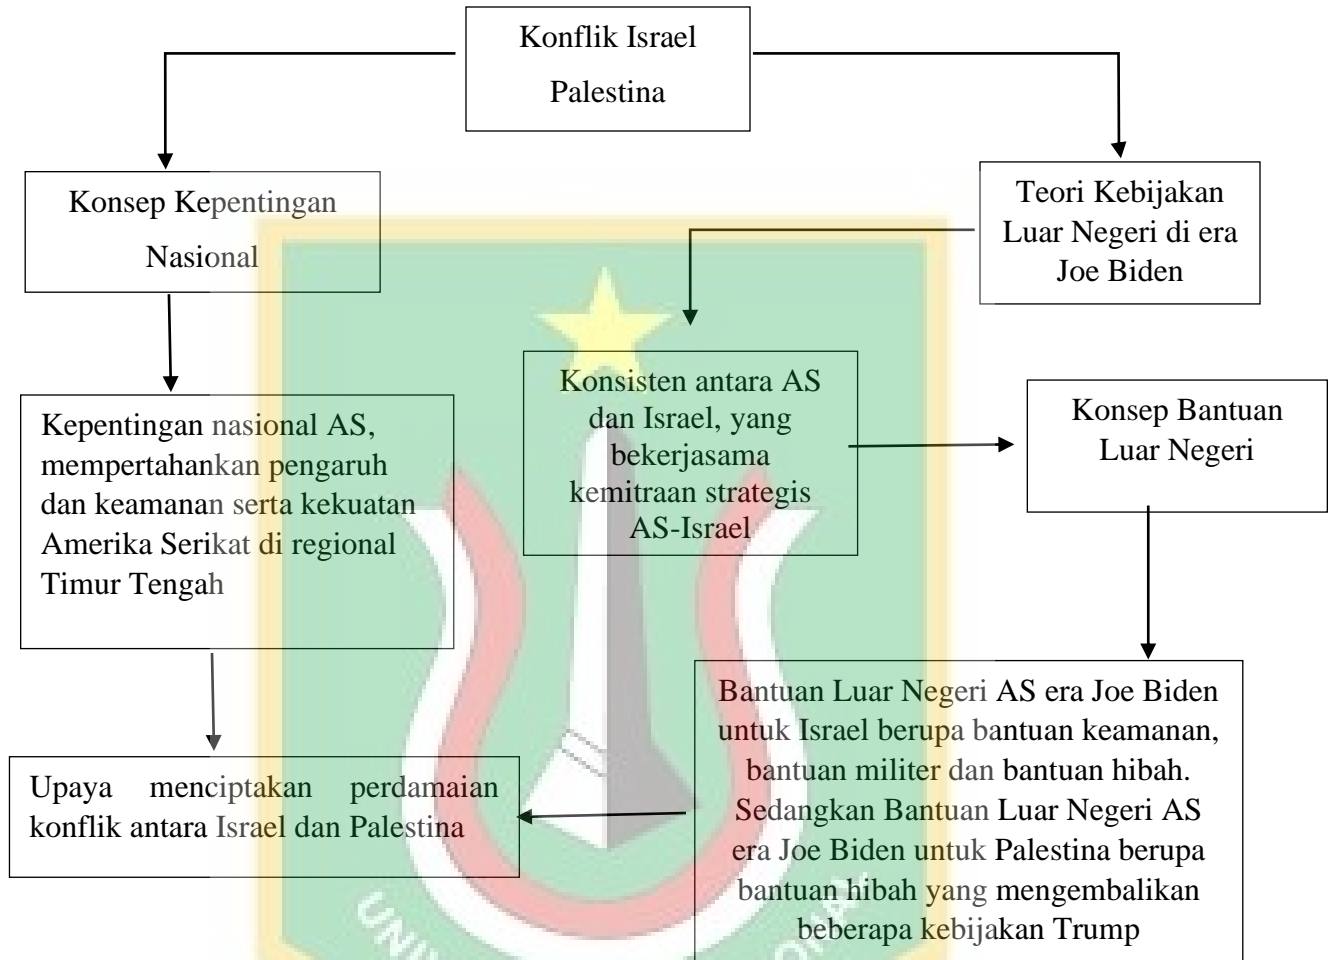 Konflik Israel
Palestina
Konsep Kepentingan
Nasional
Teori Kebijakan
Luar Negeri di era
Joe Biden
Kepentingan nasional AS,
mempertahankan pengaruh
dan keamanan serta kekuatan
Amerika Serikat di regional
Timur Tengah
Konsisten antara AS
dan Israel, yang
bekerjasama
kemitraan strategis
AS-Israel
Konsep Bantuan
Luar Negeri
Bantuan Luar Negeri AS era Joe Biden
untuk Israel berupa bantuan keamanan,
bantuan militer dan bantuan hibah.
Sedangkan Bantuan Luar Negeri AS
era Joe Biden untuk Palestina berupa
bantuan hibah yang mengembalikan
beberapa kebijakan Trump
Upaya menciptakan perdamaian
konflik antara Israel dan Palestina